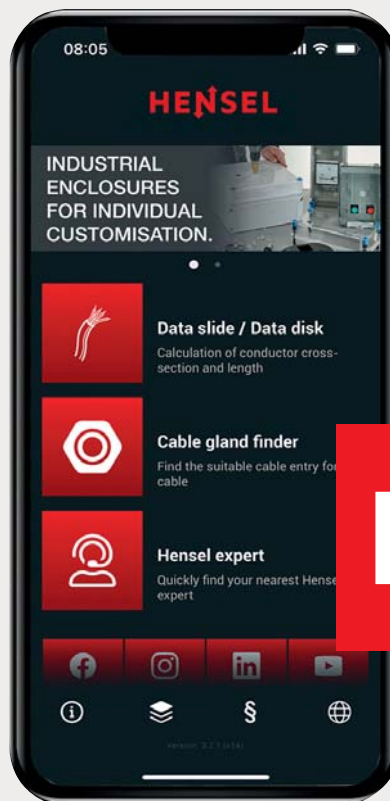 08:05
HENSEL
INDUSTRIAL
ENCLOSURES
FOR INDIVIDUAL
CUSTOMISATION.
Data slide / Data disk
Calculation of conductor cross-
section and length
Cable gland finder
Find the suitable cable entry for
cable
Hensel expert
Quickly find your nearest Hense
expert
in
§